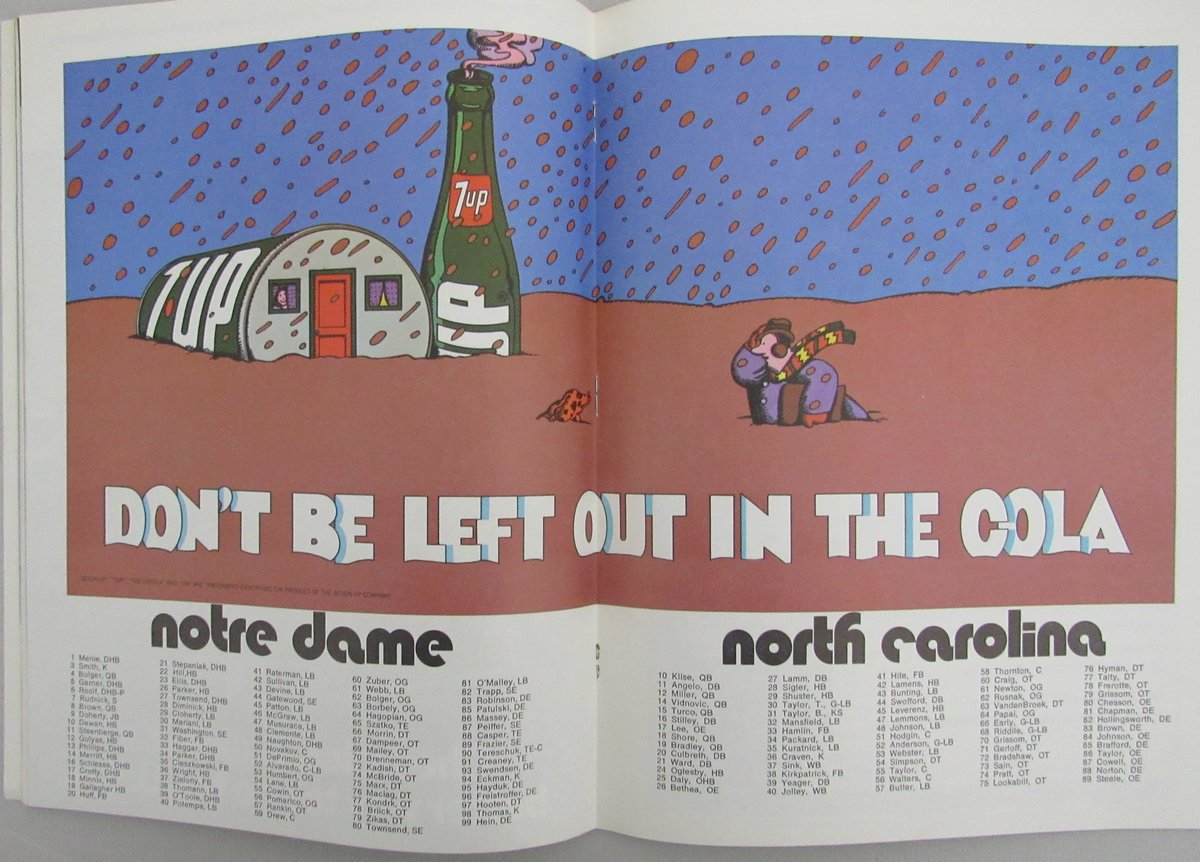 7up
7UP
UP
DON'T BE LEFT OUT IN THE COLA
notre dame
1 Menie, DHB
3 Smith, K
4 Bulger, QB
5 Garner, DHB
6 Roolf, DHB-P
7 Rudnick, S
8 Brown, QB
9 Doherty, JB
10 Dewan, HB
11 Steenberge, QB
12 Gulyas, HB
13 Phillips, DHB
14 Merrill, HB
16 Schlezes, DHB
17 Crotty, DHB
18 Minnix, HB
19 Gallagher HB
20 Huff, FB
21 Stepaniak, DHB
22 Hill, HB
23 Ellis, DHB
26 Parker, HB
27 Townsend, DHB
28 Diminick, HB
29 Cloherty, LB
30 Mariani, LB
31 Washington, SE
32 Fiber, FB
33 Haggar, DHB
34 Parker, DHB
35 Cieszkowski, FB
36 Wright, HB
37 Zielony, FB
38 Thomann, LB
39 O'Toole, DHB
40 Potempa, LB
41 Raterman, LB
42 Sullivan, LB
43 Devine, LB
44 Gatewood, SE
45 Patton, LB
46 McGraw, LB
47 Musuraca, LB
48 Clemente, LB
49 Naughton, DHB
50 Novakov, C
51 DePrimio, OG
52 Alvarado, C-LB
53 Humbert, OG
54 Lane, LB
55 Cowin, OT
56 Pomarico, OG
57 Rankin, OT
59 Drew, C
60 Zuber, OG
61 Webb, LB
62 Bolger, OG
63 Borbely, OG
64 Hagopian, OG
65 Szatko, TE
66 Morrin, DT
67 Dampeer, OT
69 Mailey, OT
70 Brenneman, OT
72 Kadish, DT
74 McBride, OT
75 Marx, DT
76 Maciag, DT
77 Kondrk, OT
78 Briick, OT
79 Zikas, DT
80 Townsend, SE
81 O'Malley, LB
82 Trapp, SE
83 Robinson, DE
85 Patulski, DE
86 Massey, DE
87 Peiffer, SE
88 Casper, TE
89 Frazier, SE
90 Tereschuk, TE-C
91 Creaney, TE
93 Swendsen, DE
94 Eckman, K
95 Hayduk, DE
96 Freistroffer, DE
97 Hooten, DT
98 Thomas, K
99 Hein, DE
north carolina
10 Klise, QB
11 Angelo, DB
12 Miller, QB
14 Vidnovic, QB
15 Turco, QB
16 Stilley, DB
17 Lee, OE
18 Shore, QB
19 Bradley, QB
20 Culbreth, DB
21 Ward, DB
24 Oglesby, HB
25 Daly, OHB
26 Bethea, OE
27 Lamm, DB
28 Sigler, HB
29 Shuster, HB
30 Taylor, T., G-LB
31 Taylor, B., KS
32 Mansfield, LB
33 Hamlin, FB
34 Packard, LB
35 Kuratnick, LB
36 Craven, K
37 Sink, WB
38 Kirkpatrick, FB
39 Yeager, DB
40 Jolley, WB
41 Hite, FB
42 Lamens, HB
43 Bunting, LB
44 Swofford, DB
45 Leverenz, HB
47 Lemmons, LB
48 Johnson, LB
51 Hodgin, C
52 Anderson, G-LB
53 Webster, LB
54 Simpson, DT
55 Taylor, C
56 Walters, C
57 Butler, LB
58 Thornton, C
60 Craig, OT
61 Newton, OG
62 Rusnak, OG
63 VandenBroek, DT
64 Papai, OG
66 Early, G-LB
68 Riddile, G-LB
70 Grissom, DT
71 Gerloff, DT
72 Bradshaw, OT
73 Sain, OT
74 Pratt, OT
75 Lookabill, OT
76 Hyman, DT
77 Talty, DT
78 Frerotte, OT
79 Grissom, OT
80 Chesson, OE
81 Chapman, DE
82 Hollingsworth, DE
83 Brown, DE
84 Johnson, OE
85 Brafford, DE
86 Taylor, OE
87 Cowell, OE
88 Norton, DE
89 Steele, OE